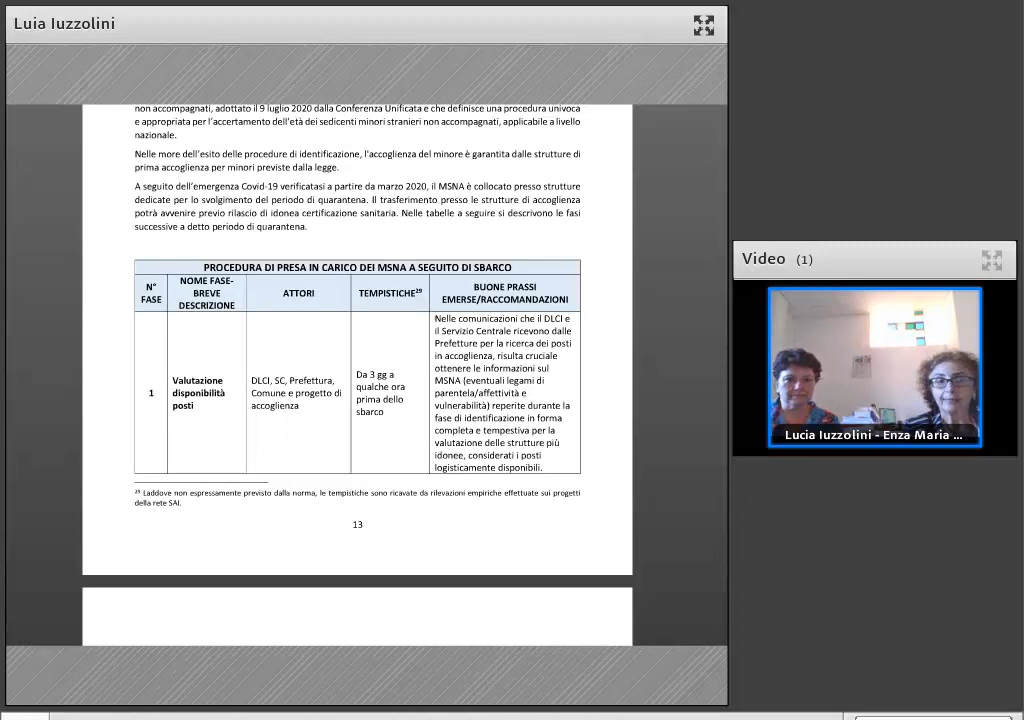 Luia Iuzzolini
non accompagnati, adottato il 9 luglio 2020 dalla Conferenza Unificata e che definisce una procedura univoca
e appropriata per l'accertamento dell'età dei sedicenti minori stranieri non accompagnati, applicabile a livello
nazionale.
Nelle more dell'esito delle procedure di identificazione, l'accoglienza del minore è garantita dalle strutture di
prima accoglienza per minori previste dalla legge.
A seguito dell'emergenza Covid-19 verificatasi a partire da marzo 2020, il MSNA è collocato presso strutture
dedicate per lo svolgimento del periodo di quarantena. Il trasferimento presso le strutture di accoglienza
potrà avvenire previo rilascio di idonea certificazione sanitaria. Nelle tabelle a seguire si descrivono le fasi
successive a detto periodo di quarantena.
PROCEDURA DI PRESA IN CARICO DEI MSNA A SEGUITO DI SBARCO
N°
FASE
NOME FASE-
BREVE
DESCRIZIONE
ATTORI
TEMPISTICHE29
BUONE PRASSI
EMERSE/RACCOMANDAZIONI
1
Valutazione
disponibilità
posti
DLCI, SC, Prefettura,
Comune e progetto di
accoglienza
Da 3 gg a
qualche ora
prima dello
sbarco
Nelle comunicazioni che il DLCI e
il Servizio Centrale ricevono dalle
Prefetture per la ricerca dei posti
in accoglienza, risulta cruciale
ottenere le informazioni sul
MSNA (eventuali legami di
parentela/affettività e
vulnerabilità) reperite durante la
fase di identificazione in forma
completa e tempestiva per la
valutazione delle strutture più
idonee, considerati i posti
logisticamente disponibili.
29 Laddove non espressamente previsto dalla norma, le tempistiche sono ricavate da rilevazioni empiriche effettuate sui progetti
della rete SAI.
13
Video (1)
Lucia Iuzzolini - Enza Maria ...